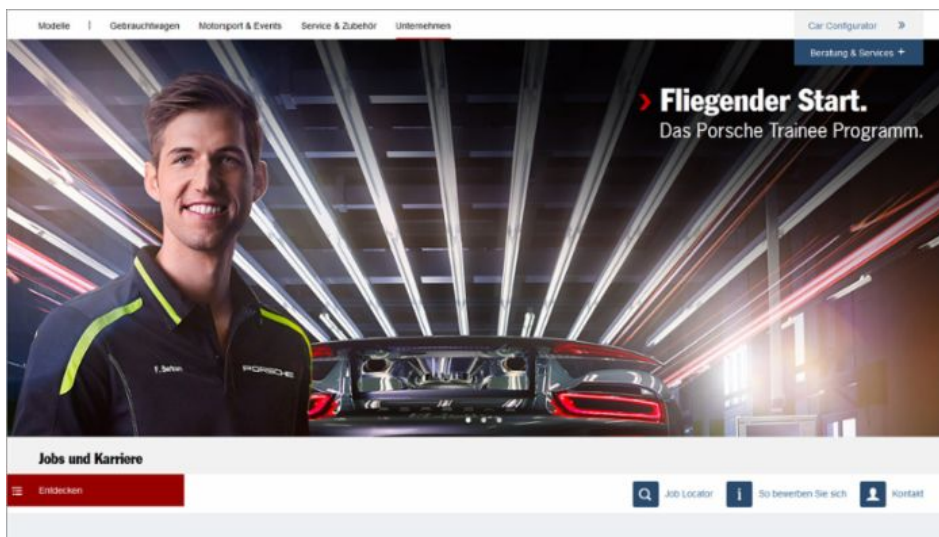 Modelle | Gebrauchtwagen Motorsport & Events Service & Zubehör Unternehmen
Car Configurator »
Beratung & Services +
› Fliegender Start.
Das Porsche Trainee Programm.
PORSCHE
Jobs und Karriere
Entdecken
Job Locator
i So bewerben Sie sich
Kontakt